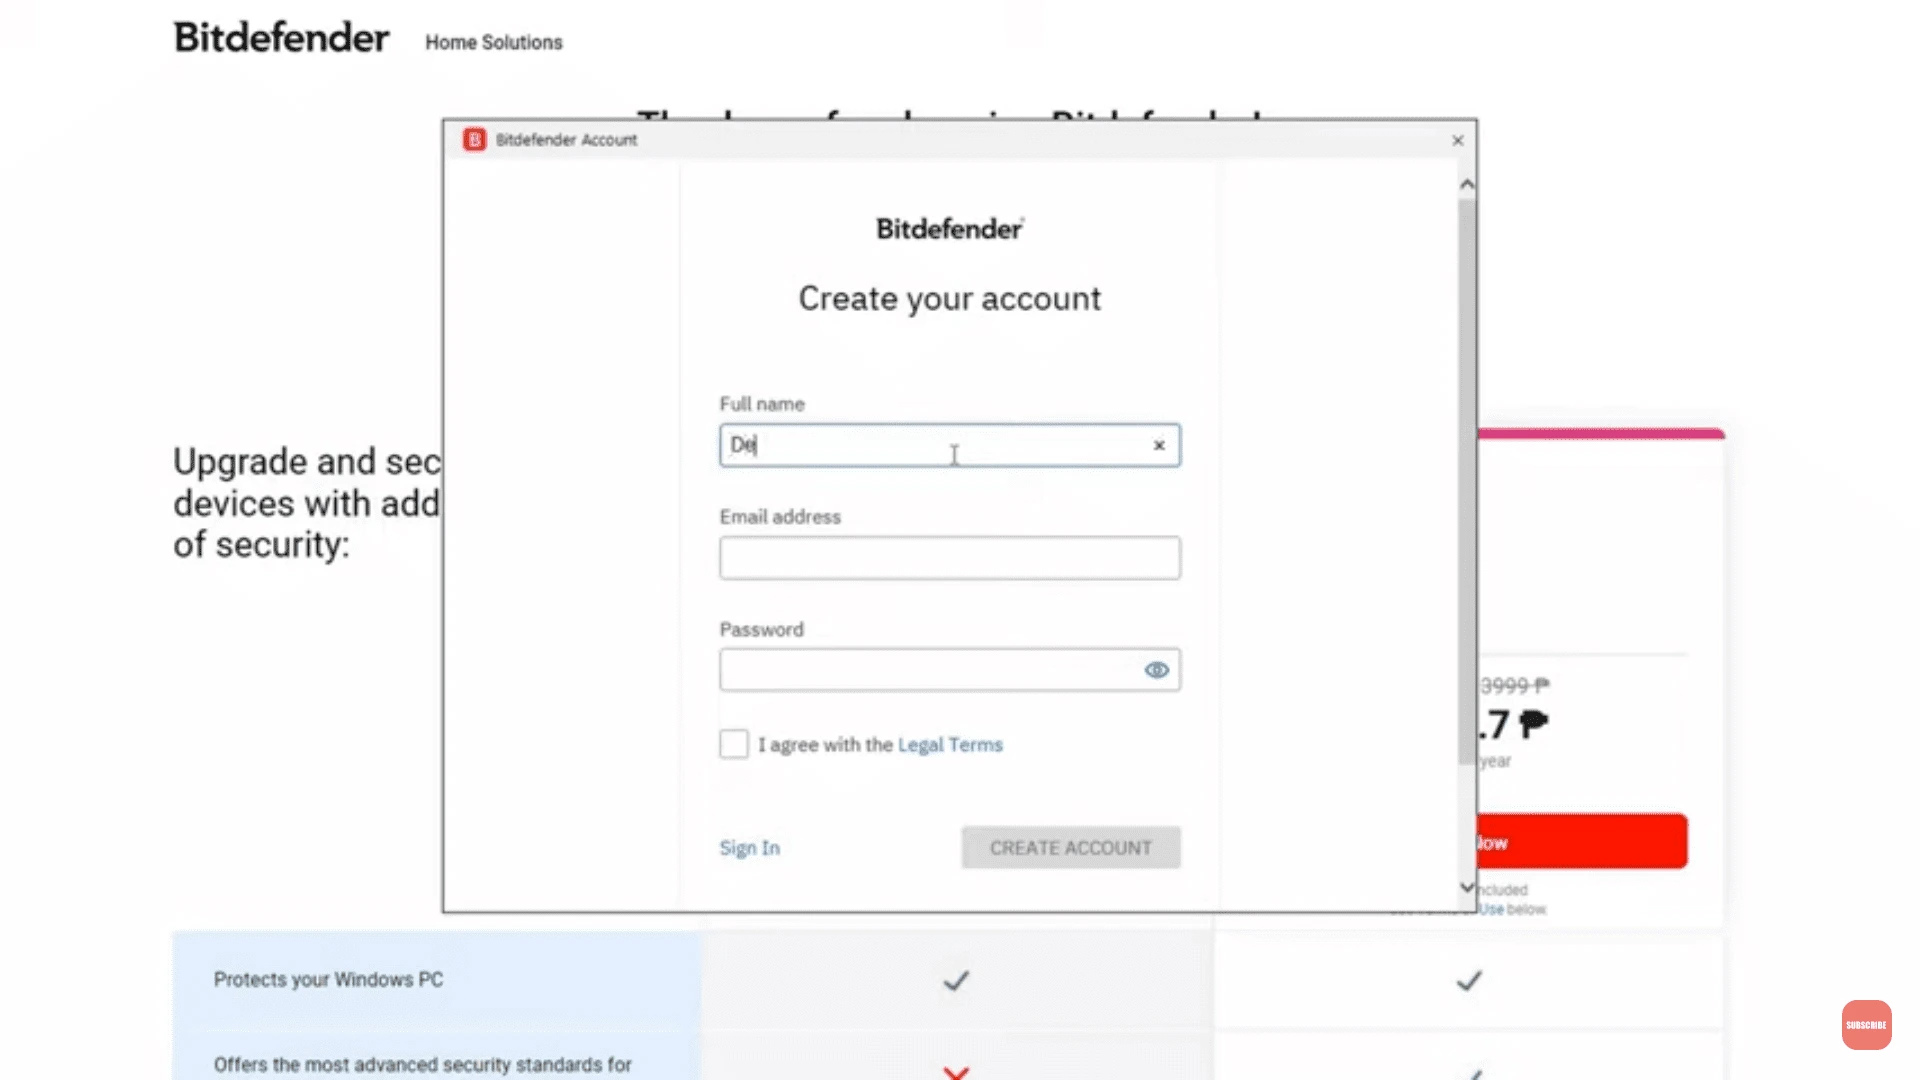 Bitdefender Home Solutions
Bitdefender Account
Bitdefender
Create your account
Full name
De
Email address
Password
I agree with the Legal Terms
Sign In
CREATE ACCOUNT
Upgrade and sec
devices with add
of security:
3999 ₱
.7 ₱
year
Now
ncluded
Use below
Protects your Windows PC
Offers the most advanced security standards for
SUBSCRIBE